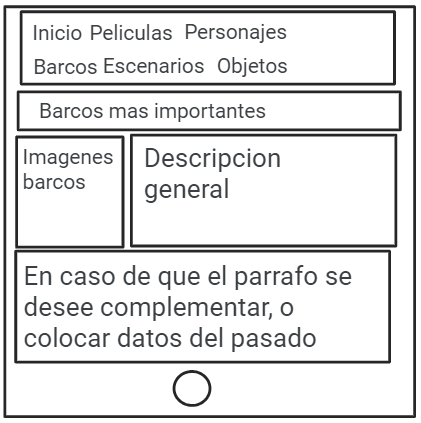 Inicio Peliculas Personajes
Barcos Escenarios Objetos
Barcos mas importantes
Imagenes
barcos
Descripcion
general
En caso de que el parrafo se
desee complementar, o
colocar datos del pasado